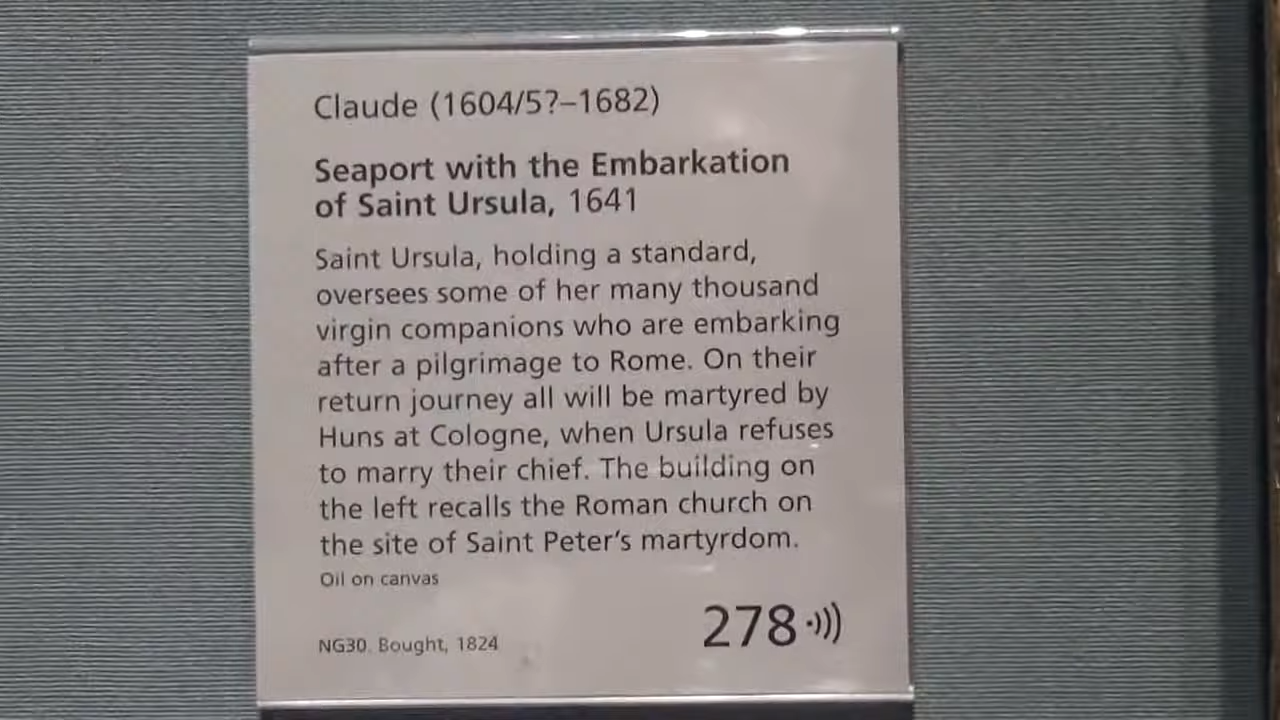 Claude (1604/5?–1682)
Seaport with the Embarkation
of Saint Ursula, 1641
Saint Ursula, holding a standard,
oversees some of her many thousand
virgin companions who are embarking
after a pilgrimage to Rome. On their
return journey all will be martyred by
Huns at Cologne, when Ursula refuses
to marry their chief. The building on
the left recalls the Roman church on
the site of Saint Peter’s martyrdom.
Oil on canvas
278
NG30. Bought, 1824